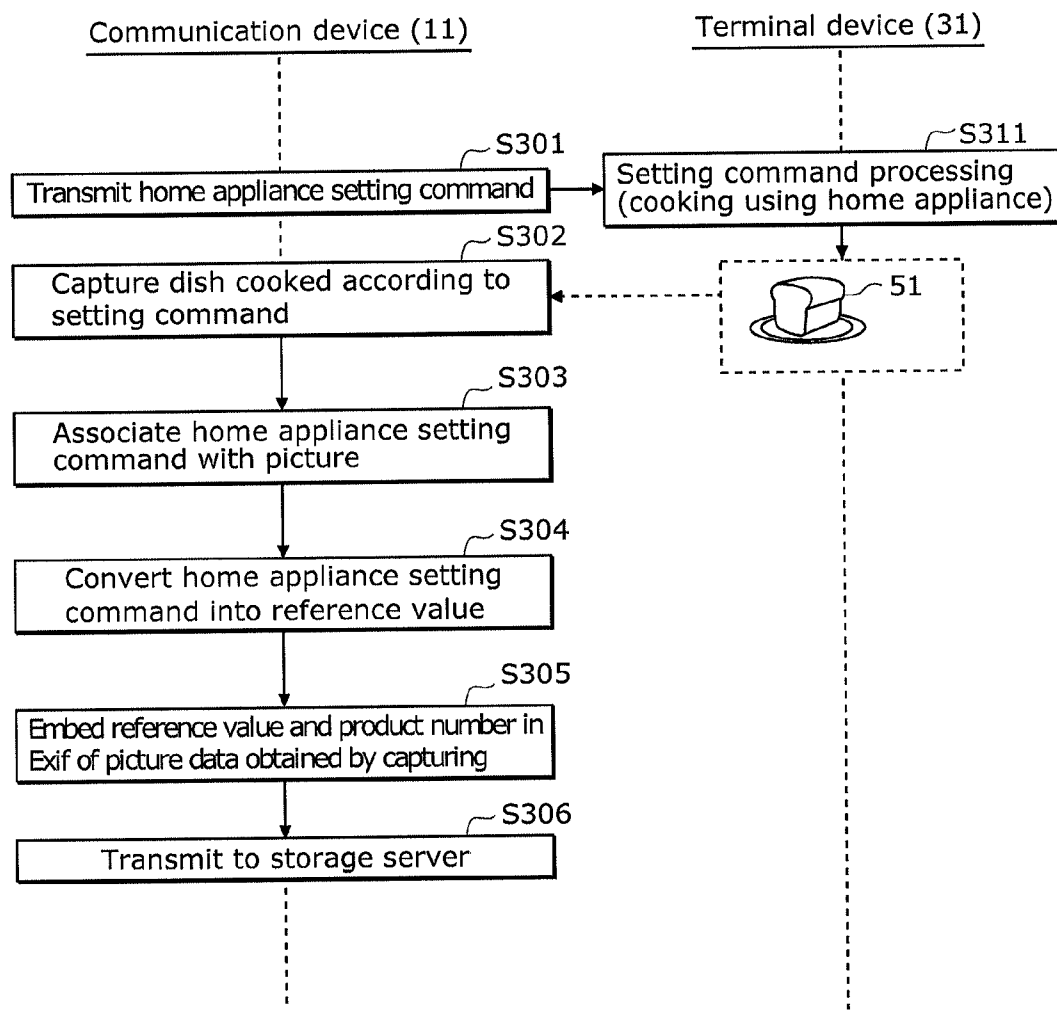 Communication device (11)
Terminal device (31)
S301
Transmit home appliance setting command
S311
Setting command processing
(cooking using home appliance)
S302
Capture dish cooked according to
setting command
51
S303
Associate home appliance setting
command with picture
S304
Convert home appliance setting
command into reference value
S305
Embed reference value and product number in
Exif of picture data obtained by capturing
S306
Transmit to storage server